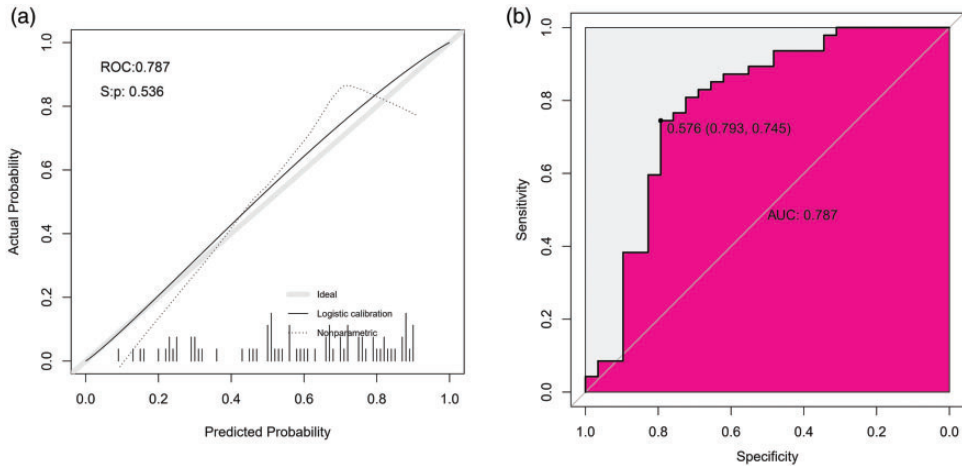 (a)
ROC:0.787
S:p: 0.536
Actual Probability
1.0
0.8
0.6
0.4
0.2
0.0
Ideal
Logistic calibration
Nonparametric
0.0 0.2 0.4 0.6 0.8 1.0
Predicted Probability
(b)
Sensitivity
1.0
0.8
0.6
0.4
0.2
0.0
0.576 (0.793, 0.745)
AUC: 0.787
1.0 0.8 0.6 0.4 0.2 0.0
Specificity